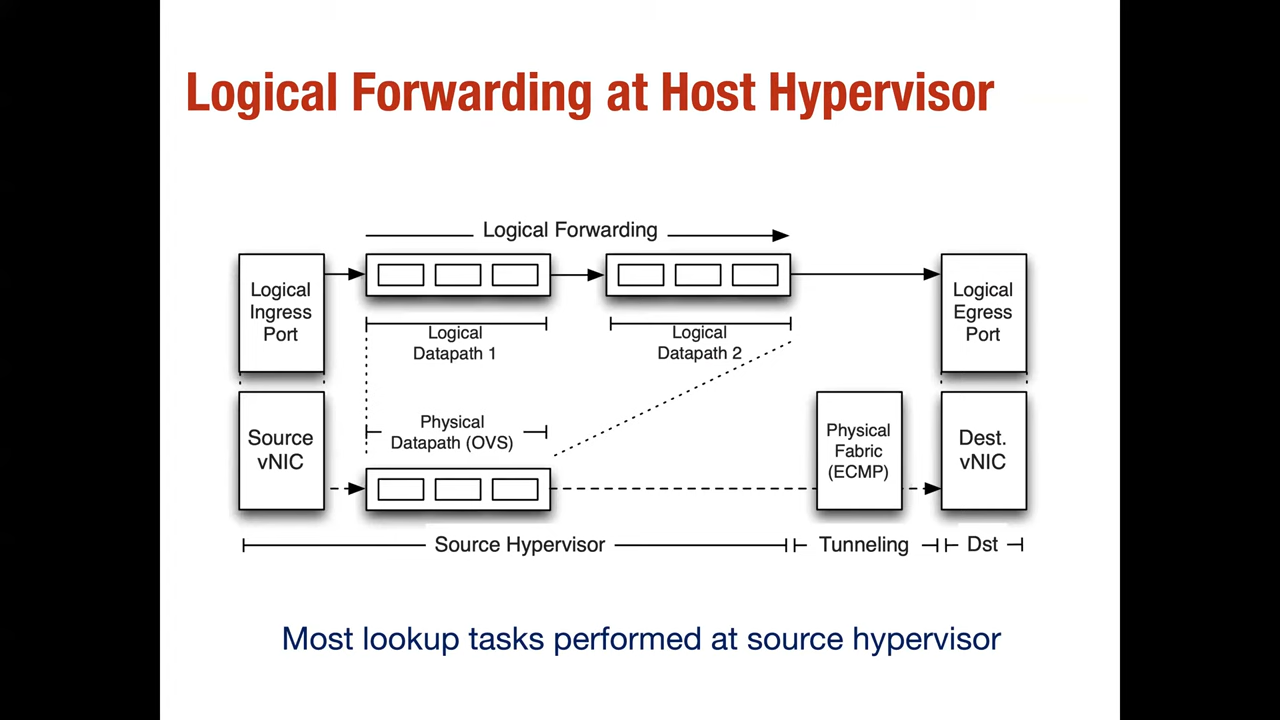 Logical Forwarding at Host Hypervisor
Logical Forwarding
Logical
Ingress
Port
Logical
Datapath 1
Logical
Datapath 2
Logical
Egress
Port
Source
vNIC
Physical
Datapath (OVS)
Physical
Fabric
(ECMP)
Dest.
vNIC
Source Hypervisor
Tunneling
Dst
Most lookup tasks performed at source hypervisor